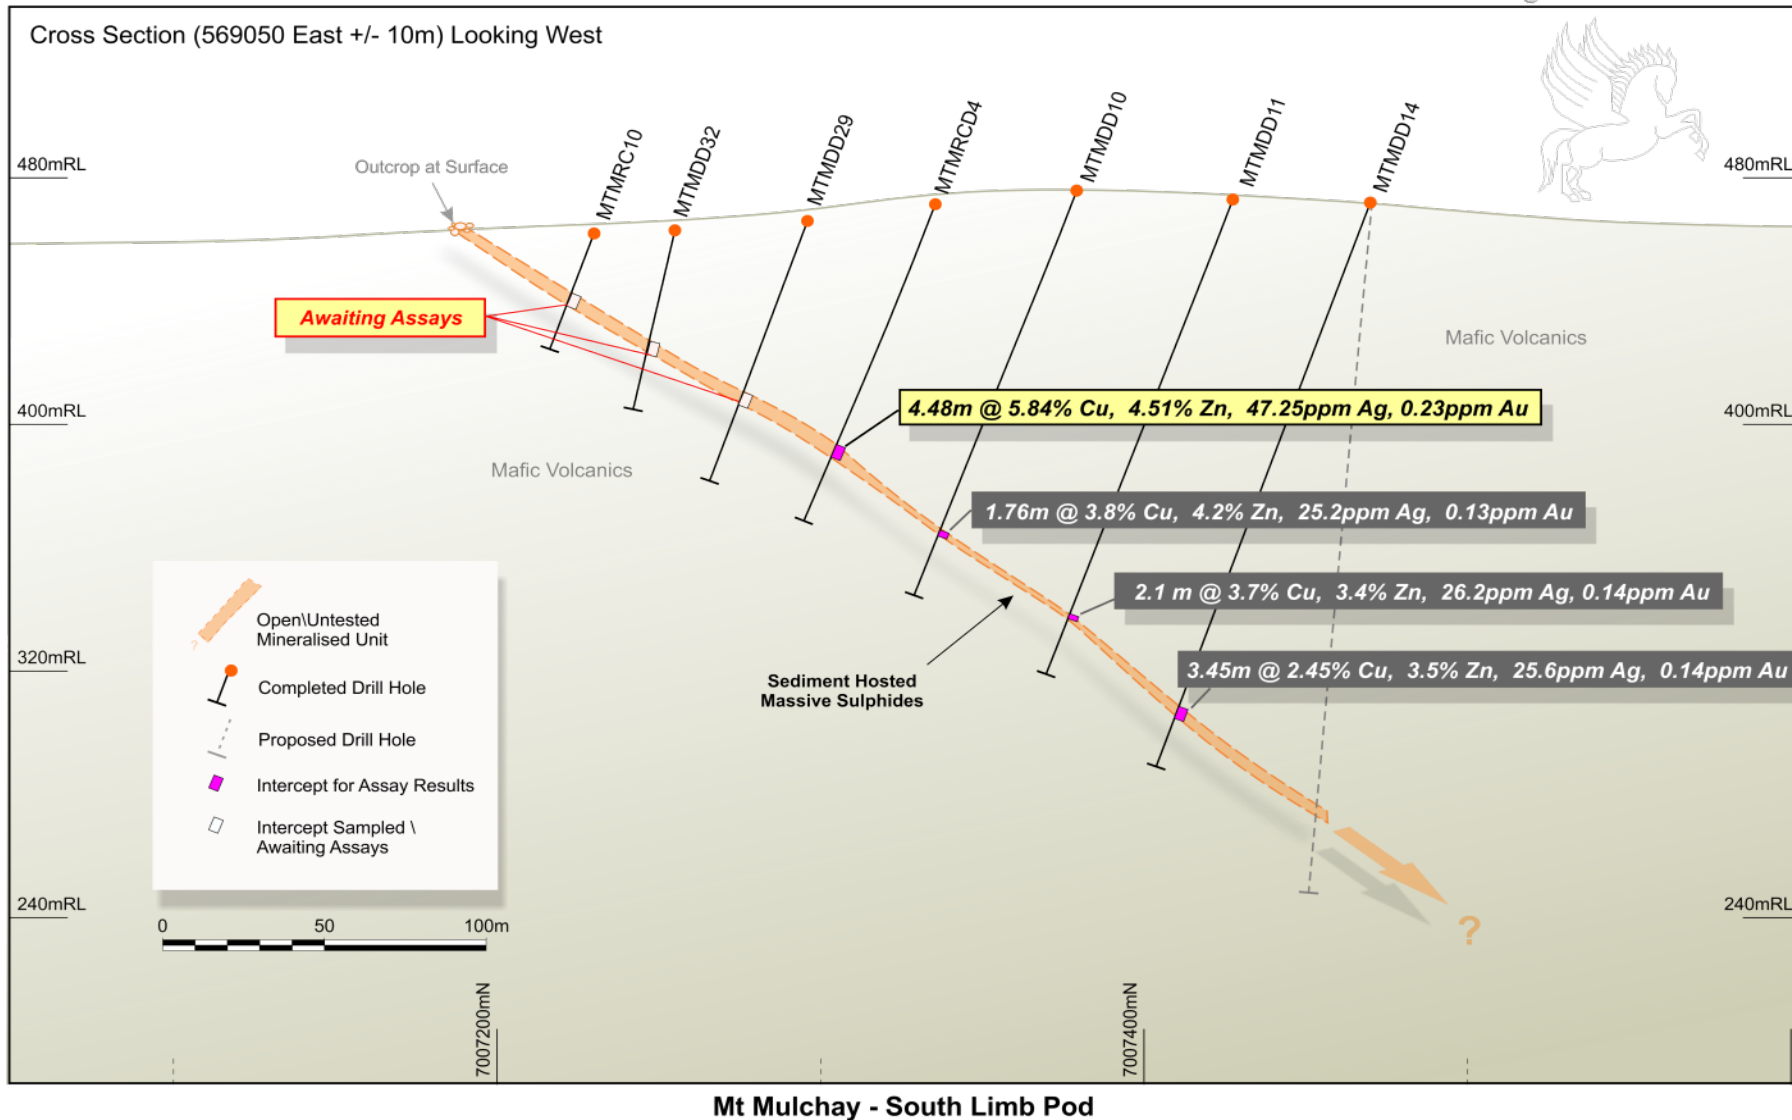 Cross Section (569050 East +/- 10m) Looking West
MTMRC10
MTMDD32
MTMDD29
MTMRCD4
MTMDD10
MTMDD11
MTMDD14
480mRL
480mRL
Outcrop at Surface
Awaiting Assays
Mafic Volcanics
400mRL
400mRL
4.48m @ 5.84% Cu, 4.51% Zn, 47.25ppm Ag, 0.23ppm Au
Mafic Volcanics
1.76m @ 3.8% Cu, 4.2% Zn, 25.2ppm Ag, 0.13ppm Au
2.1 m @ 3.7% Cu, 3.4% Zn, 26.2ppm Ag, 0.14ppm Au
320mRL
320mRL
3.45m @ 2.45% Cu, 3.5% Zn, 25.6ppm Ag, 0.14ppm Au
Sediment Hosted
Massive Sulphides
?
Open\Untested
Mineralised Unit
Completed Drill Hole
Proposed Drill Hole
Intercept for Assay Results
Intercept Sampled \
Awaiting Assays
240mRL
240mRL
?
0 50 100m
7007200mN
7007400mN
Mt Mulchay - South Limb Pod